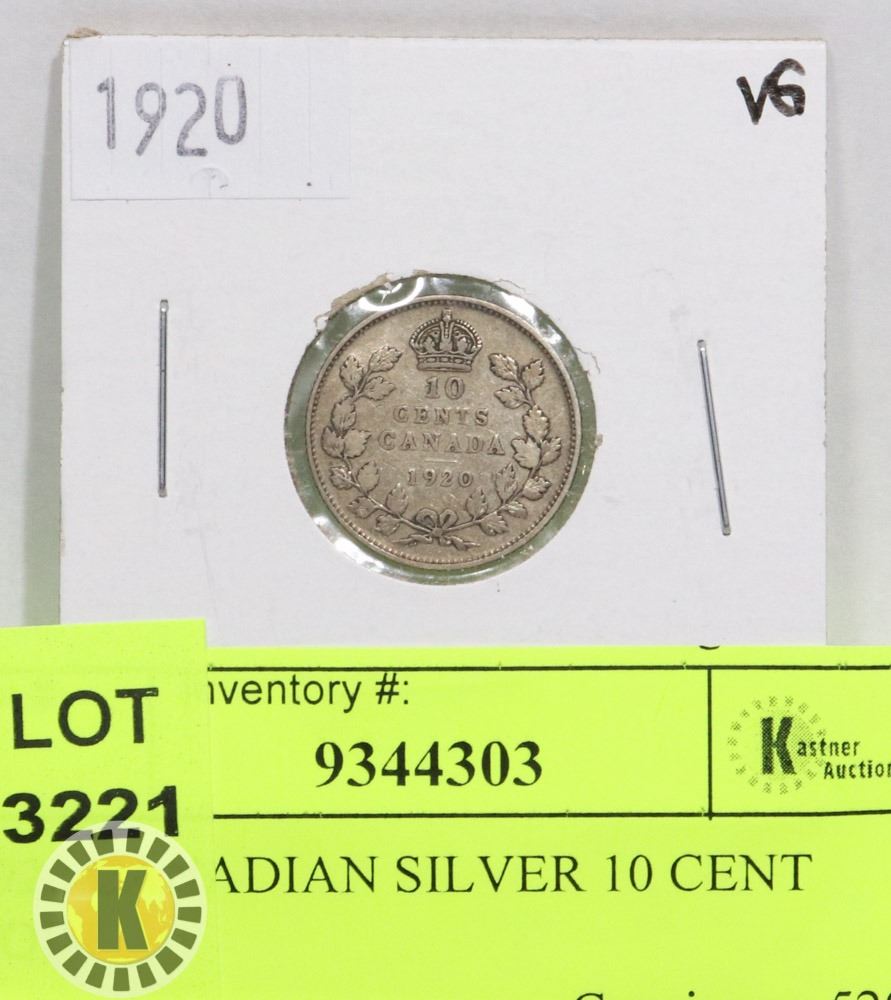 1920
VG
10
CENTS
CANADA
1920
LOT
3221
nventory #:
9344303
Kastner
Auction
ADIAN SILVER 10 CENT
K